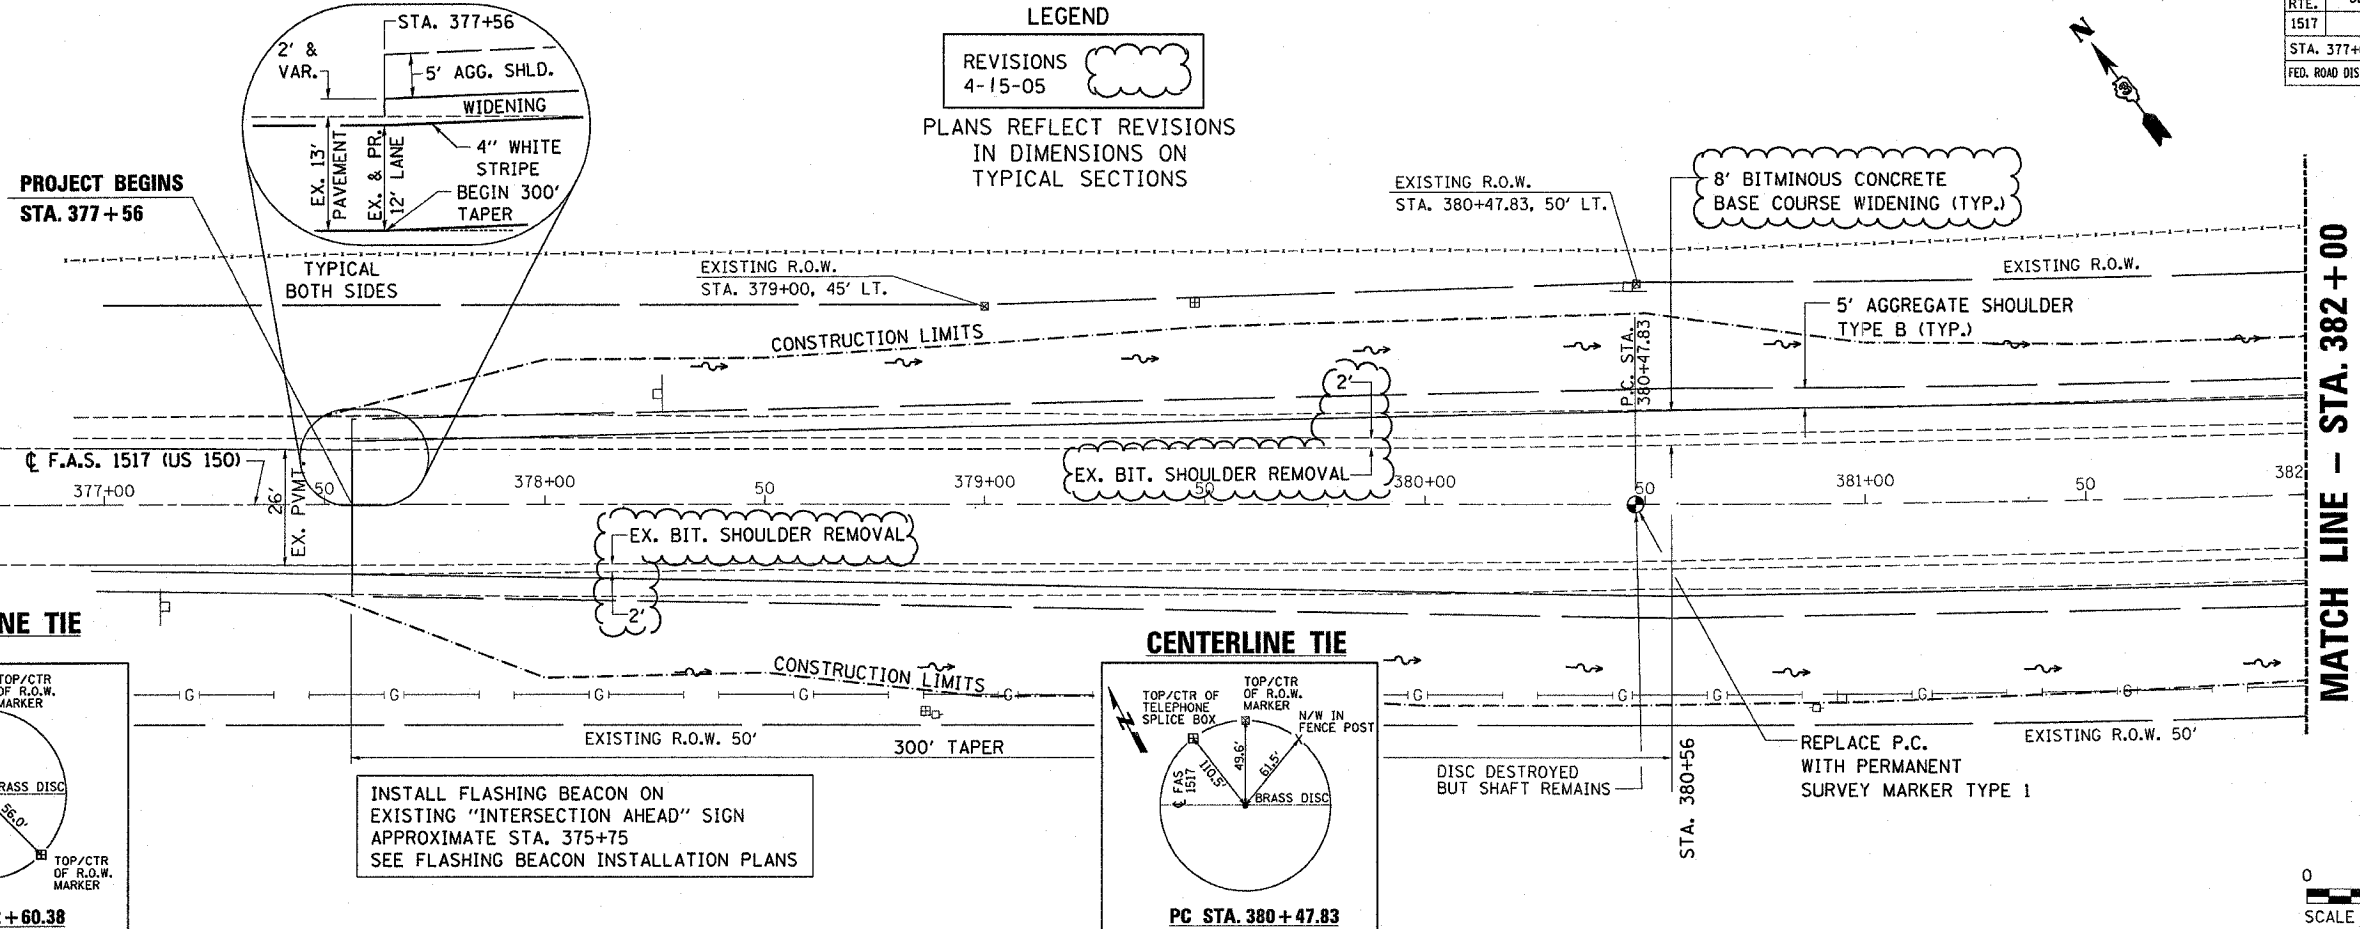 STA. 377+56
2' &
VAR.
5' AGG. SHLD.
WIDENING
EX. 13'
PAVEMENT
EX. & PR.
12' LANE
4" WHITE
STRIPE
BEGIN 300'
TAPER
PROJECT BEGINS
STA. 377+56
TYPICAL
BOTH SIDES
LEGEND
REVISIONS
4-15-05
PLANS REFLECT REVISIONS
IN DIMENSIONS ON
TYPICAL SECTIONS
N
RTE.
1517
STA. 377+
FED. ROAD DIS
EXISTING R.O.W.
STA. 380+47.83, 50' LT.
8' BITMINOUS CONCRETE
BASE COURSE WIDENING (TYP.)
EXISTING R.O.W.
STA. 379+00, 45' LT.
EXISTING R.O.W.
5' AGGREGATE SHOULDER
TYPE B (TYP.)
CONSTRUCTION LIMITS
P.C. STA.
380+47.83
2'
EX. BIT. SHOULDER REMOVAL
℄ F.A.S. 1517 (US 150)
26'
EX. PVMT.
377+00
50
378+00
50
379+00
50
380+00
50
381+00
50
382
MATCH LINE - STA. 382+00
EX. BIT. SHOULDER REMOVAL
2'
CONSTRUCTION LIMITS
G
G
G
G
G
G
G
G
G
G
EXISTING R.O.W. 50'
300' TAPER
EXISTING R.O.W. 50'
INSTALL FLASHING BEACON ON
EXISTING "INTERSECTION AHEAD" SIGN
APPROXIMATE STA. 375+75
SEE FLASHING BEACON INSTALLATION PLANS
NE TIE
TOP/CTR
OF R.O.W.
MARKER
RASS DISC
56.0'
TOP/CTR
OF R.O.W.
MARKER
+60.38
CENTERLINE TIE
TOP/CTR OF
TELEPHONE
SPLICE BOX
TOP/CTR
OF R.O.W.
MARKER
N/W IN
FENCE POST
110.5'
49.6'
61.5'
℄ FAS
1517
BRASS DISC
PC STA. 380+47.83
DISC DESTROYED
BUT SHAFT REMAINS
STA. 380+56
REPLACE P.C.
WITH PERMANENT
SURVEY MARKER TYPE 1
0
SCALE